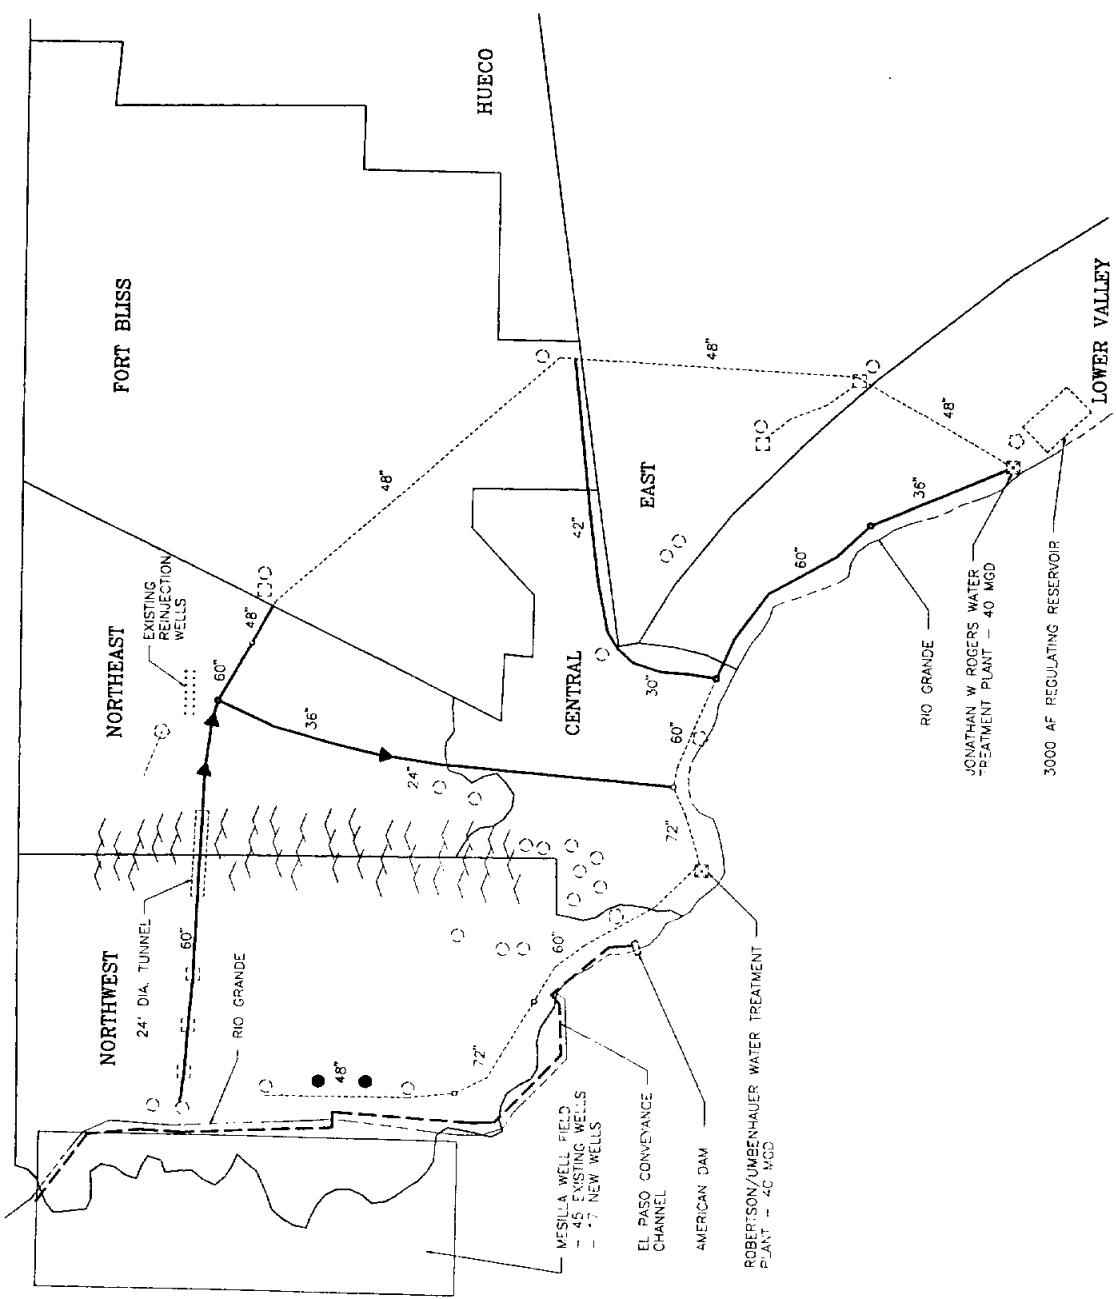 HUECO
FORT BLISS
LOWER VALLEY
48"
48"
48"
EAST
42"
36"
60"
EXISTING
REINJECTION
WELLS
NORTHEAST
48"
60"
36"
24"
CENTRAL
30"
60"
72"
RIO GRANDE
JONATHAN W ROGERS WATER
TREATMENT PLANT - 40 MGD
3000 AF REGULATING RESERVOIR
NORTHWEST
24' DIA. TUNNEL
60"
RIO GRANDE
60"
72"
48"
MESILLA WELL FIELD
- 45 EXISTING WELLS
- 17 NEW WELLS
EL PASO CONVEYANCE
CHANNEL
AMERICAN DAM
ROBERTSON/UMBENHAUER WATER TREATMENT
PLANT - 40 MGD